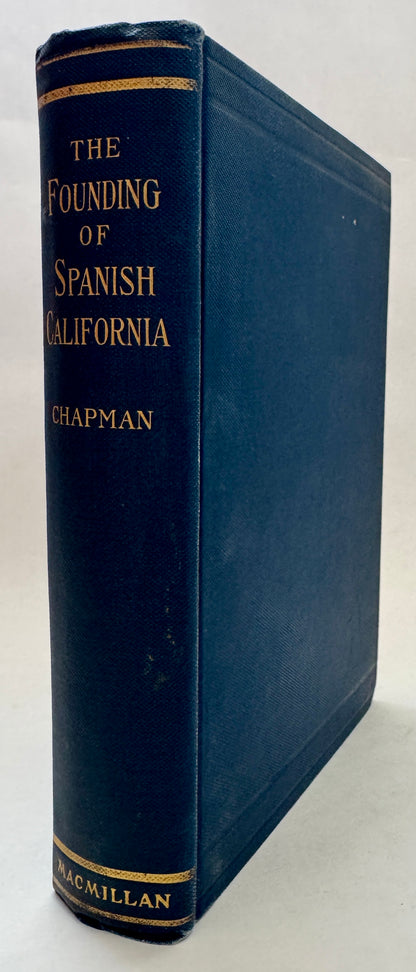 THE
FOUNDING
OF
SPANISH
CALIFORNIA
CHAPMAN
MACMILLAN